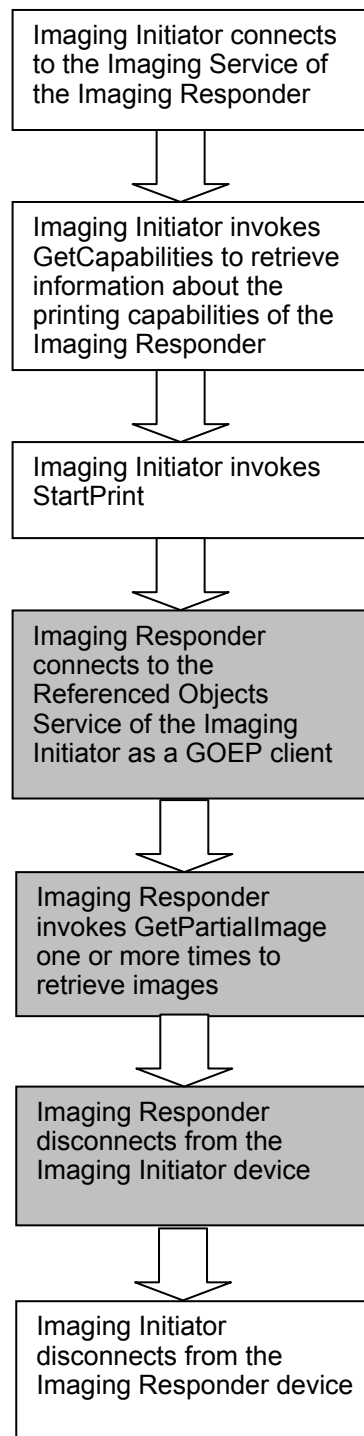 Imaging Initiator connects
to the Imaging Service of
the Imaging Responder
Imaging Initiator invokes
GetCapabilities to retrieve
information about the
printing capabilities of the
Imaging Responder
Imaging Initiator invokes
StartPrint
Imaging Responder
connects to the
Referenced Objects
Service of the Imaging
Initiator as a GOEP client
Imaging Responder
invokes GetPartialImage
one or more times to
retrieve images
Imaging Responder
disconnects from the
Imaging Initiator device
Imaging Initiator
disconnects from the
Imaging Responder device